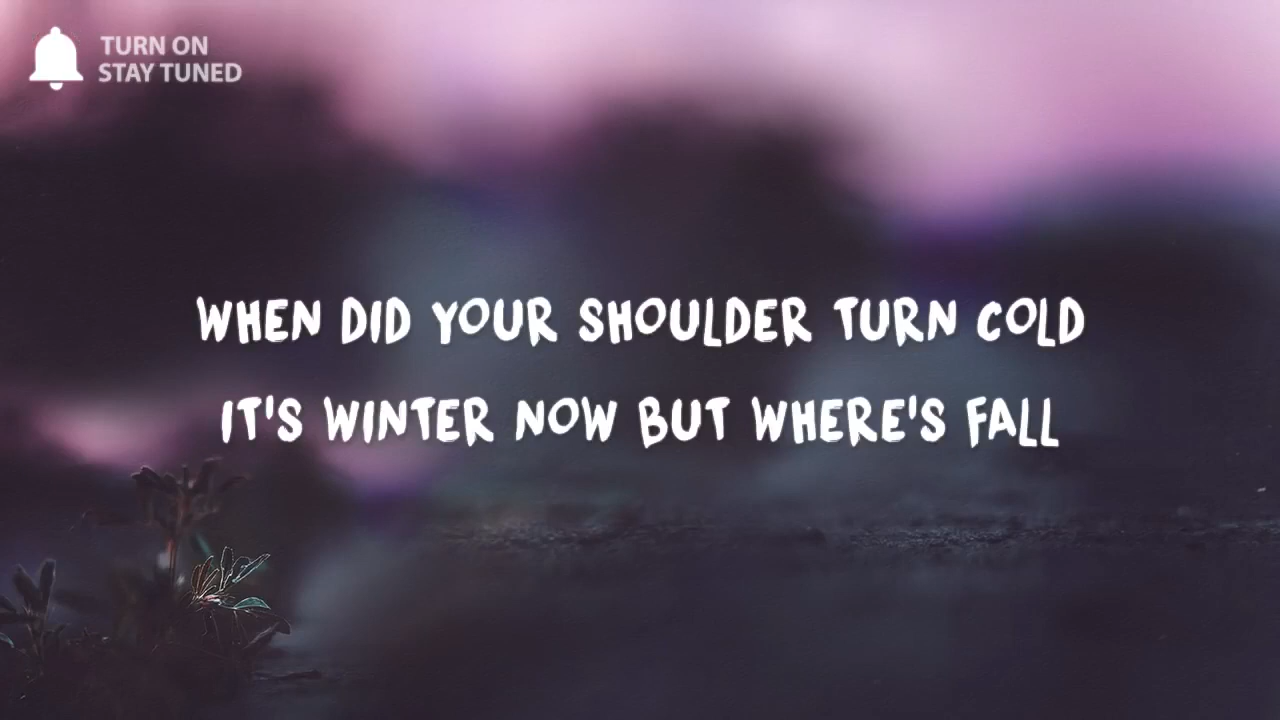 TURN ON
STAY TUNED
WHEN DID YOUR SHOULDER TURN COLD
IT'S WINTER NOW BUT WHERE'S FALL